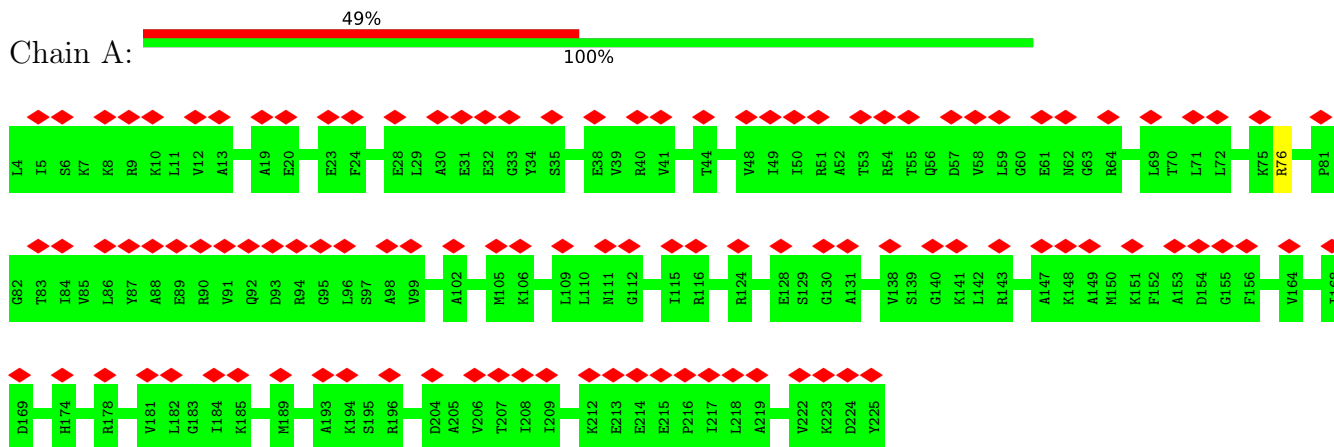 49%
Chain A:
100%
L4 I5 S6 K7 K8 R9 K10 L11 V12 A13 A19 E20 E23 F24 E28 L29 A30 E31 E32 G33 Y34 S35 E38 V39 R40 V41 T44 V48 I49 I50 R51 A52 T53 R54 T55 Q56 D57 V58 L59 G60 E61 N62 G63 R64 L69 T70 L71 L72 K75 R76 P81
G82 T83 I84 V85 L86 Y87 A88 E89 R90 V91 Q92 D93 R94 G95 L96 S97 A98 V99 A102 M105 K106 L109 L110 N111 G112 I115 R116 R124 E128 S129 G130 A131 V138 S139 G140 K141 L142 R143 A147 K148 A149 M150 K151 F152 A153 D154 G155 F156 V164 I168
D169 H174 R178 V181 L182 G183 I184 K185 M189 A193 K194 S195 R196 D204 A205 V206 T207 I208 I209 K212 E213 E214 E215 P216 I217 L218 A219 V222 K223 D224 Y225